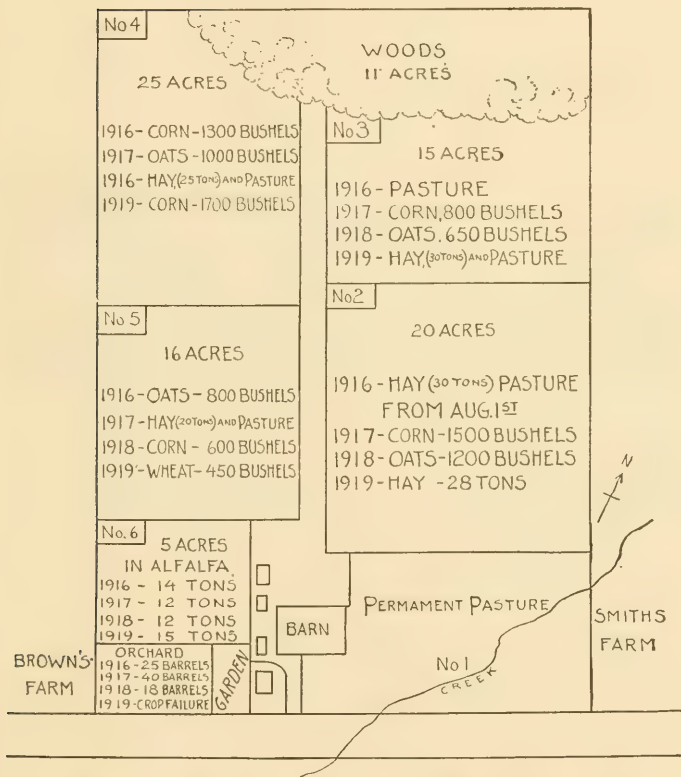 No 4
25 ACRES
1916 - CORN - 1300 BUSHELS
1917 - OATS - 1000 BUSHELS
1916 - HAY, (25 TONS) AND PASTURE
1919 - CORN - 1700 BUSHELS
WOODS
11 ACRES
No 3
15 ACRES
1916 - PASTURE
1917 - CORN, 800 BUSHELS
1918 - OATS. 650 BUSHELS
1919 - HAY, (30 TONS) AND PASTURE
No 5
16 ACRES
1916 - OATS - 800 BUSHELS
1917 - HAY (20 TONS) AND PASTURE
1918 - CORN - 600 BUSHELS
1919 - WHEAT - 450 BUSHELS
No 2
20 ACRES
1916 - HAY (30 TONS) PASTURE
FROM AUG. 1ST
1917 - CORN - 1500 BUSHELS
1918 - OATS - 1200 BUSHELS
1919 - HAY - 28 TONS
N
No. 6
5 ACRES
IN ALFALFA
1916 - 14 TONS
1917 - 12 TONS
1918 - 12 TONS
1919 - 15 TONS
ORCHARD
1916 - 25 BARRELS
1917 - 40 BARRELS
1918 - 18 BARRELS
1919 - CROP FAILURE
GARDEN
BROWN'S
FARM
BARN
PERMAMENT PASTURE
No 1
CREEK
SMITHS
FARM